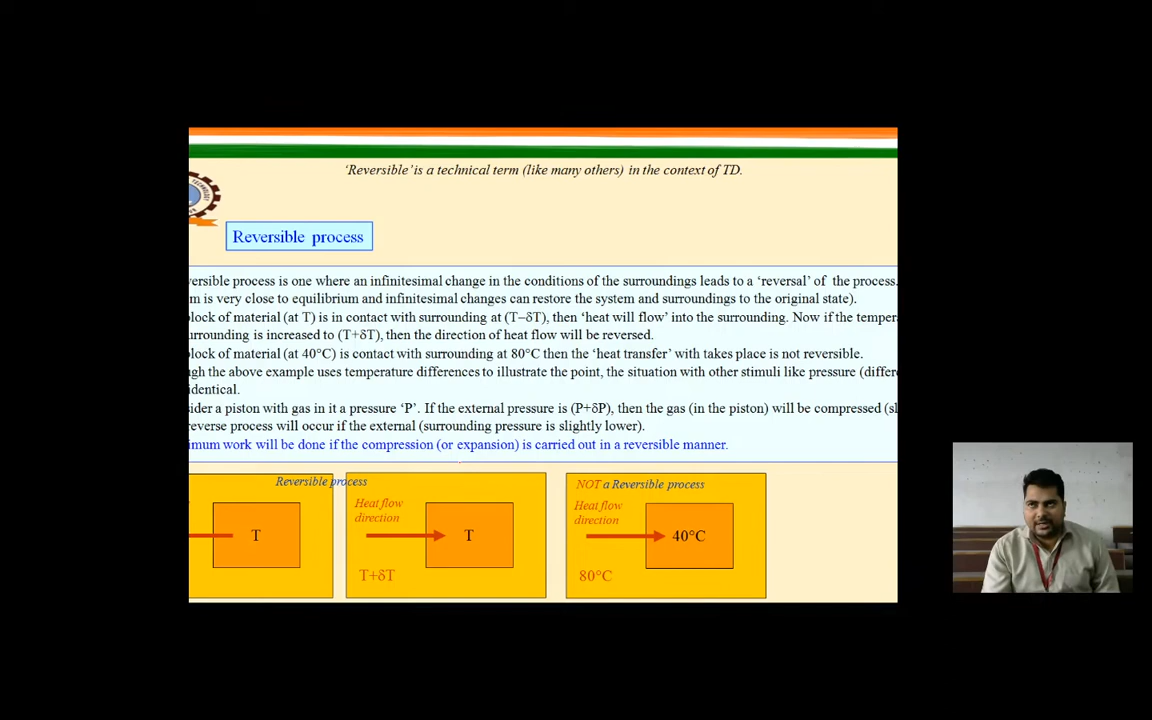 'Reversible' is a technical term (like many others) in the context of TD.
Reversible process
versible process is one where an infinitesimal change in the conditions of the surroundings leads to a 'reversal' of the process.
m is very close to equilibrium and infinitesimal changes can restore the system and surroundings to the original state).
lock of material (at T) is in contact with surrounding at (T−δT), then 'heat will flow' into the surrounding. Now if the tempera
urrounding is increased to (T+δT), then the direction of heat flow will be reversed.
lock of material (at 40°C) is contact with surrounding at 80°C then the 'heat transfer' with takes place is not reversible.
ugh the above example uses temperature differences to illustrate the point, the situation with other stimuli like pressure (differe
identical.
sider a piston with gas in it a pressure 'P'. If the external pressure is (P+δP), then the gas (in the piston) will be compressed (sl
reverse process will occur if the external (surrounding pressure is slightly lower).
imum work will be done if the compression (or expansion) is carried out in a reversible manner.
Reversible process
NOT a Reversible process
Heat flow
direction
Heat flow
direction
T
T
40°C
T+δT
80°C